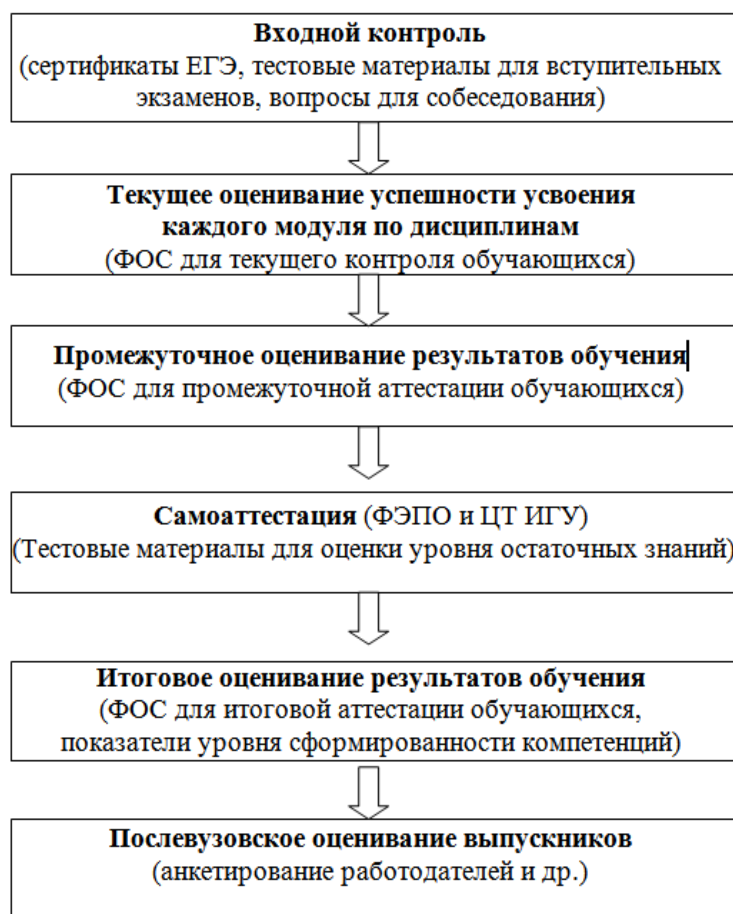 Входной контроль
(сертификаты ЕГЭ, тестовые материалы для вступительных
экзаменов, вопросы для собеседования)
Текущее оценивание успешности усвоения
каждого модуля по дисциплинам
(ФОС для текущего контроля обучающихся)
Промежуточное оценивание результатов обучения
(ФОС для промежуточной аттестации обучающихся)
Самоаттестация (ФЭПО и ЦТ ИГУ)
(Тестовые материалы для оценки уровня остаточных знаний)
Итоговое оценивание результатов обучения
(ФОС для итоговой аттестации обучающихся,
показатели уровня сформированности компетенций)
Послевузовское оценивание выпускников
(анкетирование работодателей и др.)